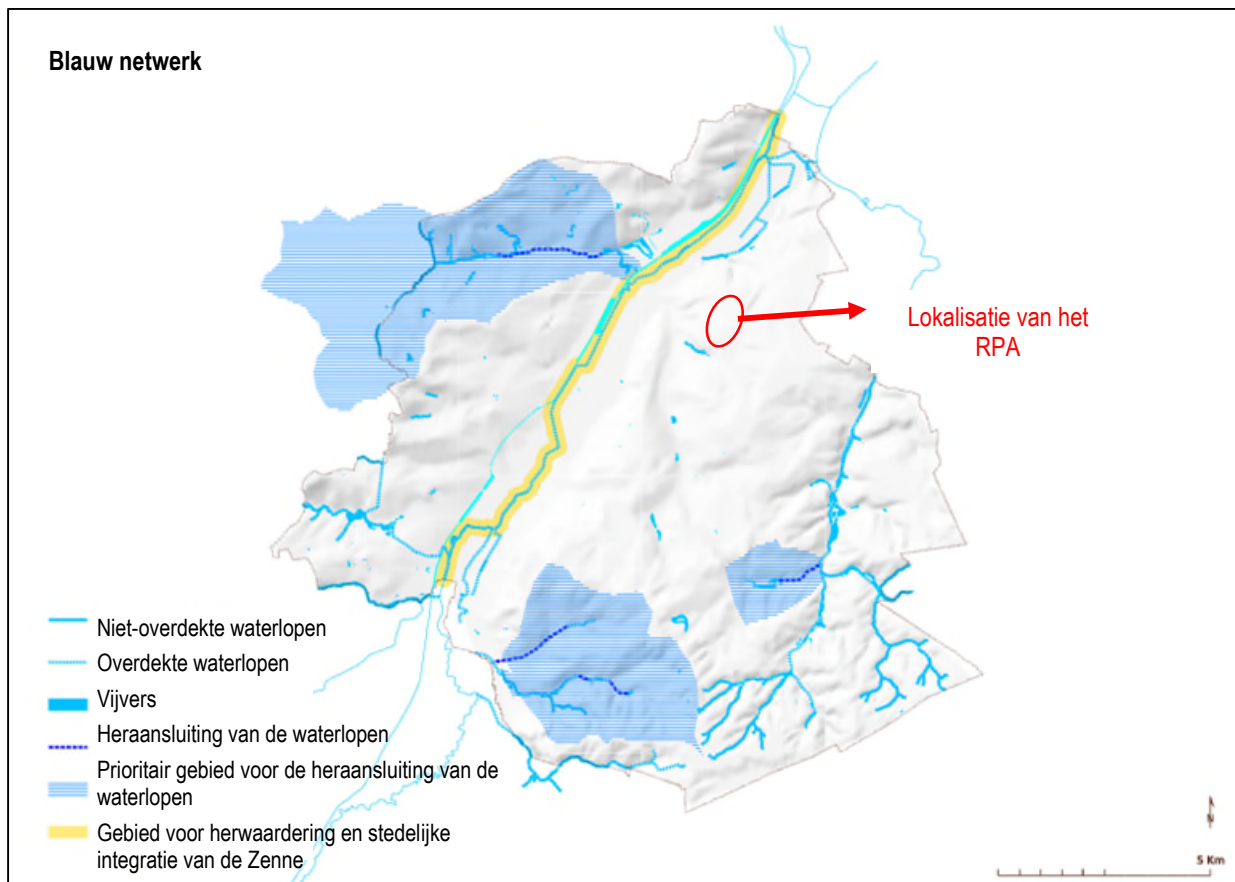 Blauw netwerk
Lokalisatie van het
RPA
Niet-overdekte waterlopen
Overdekte waterlopen
Vijvers
Heraansluiting van de waterlopen
Prioritair gebied voor de heraansluiting van de
waterlopen
Gebied voor herwaardering en stedelijke
integratie van de Zenne
N
5 Km